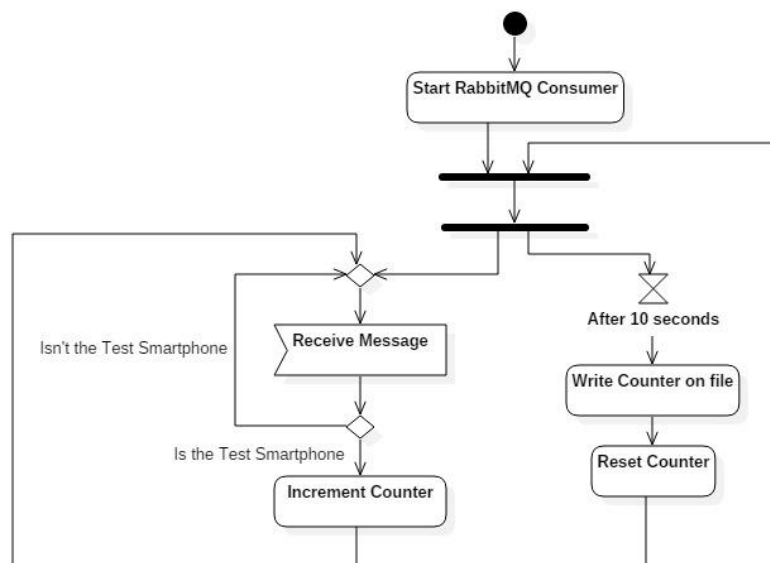 Start RabbitMQ Consumer
After 10 seconds
Isn't the Test Smartphone
Receive Message
Write Counter on file
Is the Test Smartphone
Reset Counter
Increment Counter